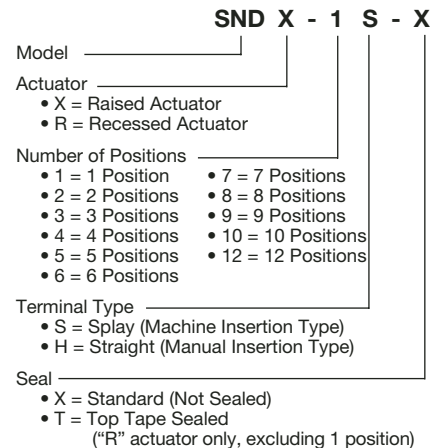 SND X - 1 S - X
Model
Actuator
• X = Raised Actuator
• R = Recessed Actuator
Number of Positions
• 1 = 1 Position • 7 = 7 Positions
• 2 = 2 Positions • 8 = 8 Positions
• 3 = 3 Positions • 9 = 9 Positions
• 4 = 4 Positions • 10 = 10 Positions
• 5 = 5 Positions • 12 = 12 Positions
• 6 = 6 Positions
Terminal Type
• S = Splay (Machine Insertion Type)
• H = Straight (Manual Insertion Type)
Seal
• X = Standard (Not Sealed)
• T = Top Tape Sealed
(“R” actuator only, excluding 1 position)